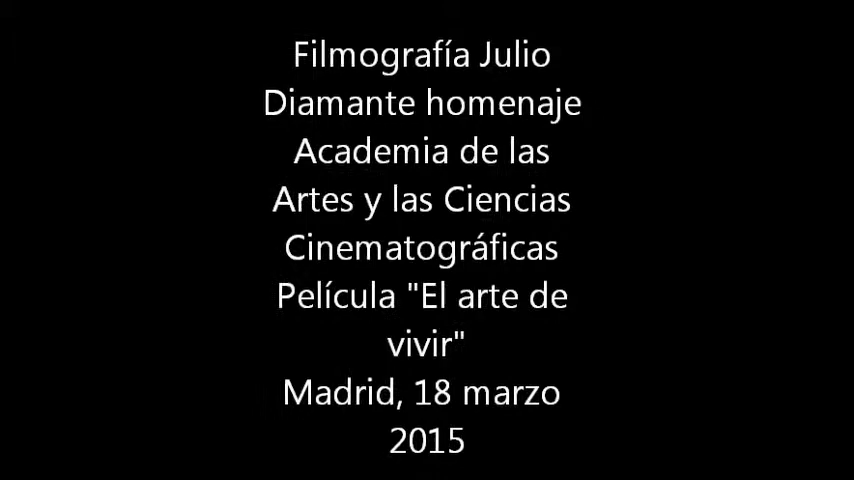 Filmografía Julio
Diamante homenaje
Academia de las
Artes y las Ciencias
Cinematográficas
Película "El arte de
vivir"
Madrid, 18 marzo
2015